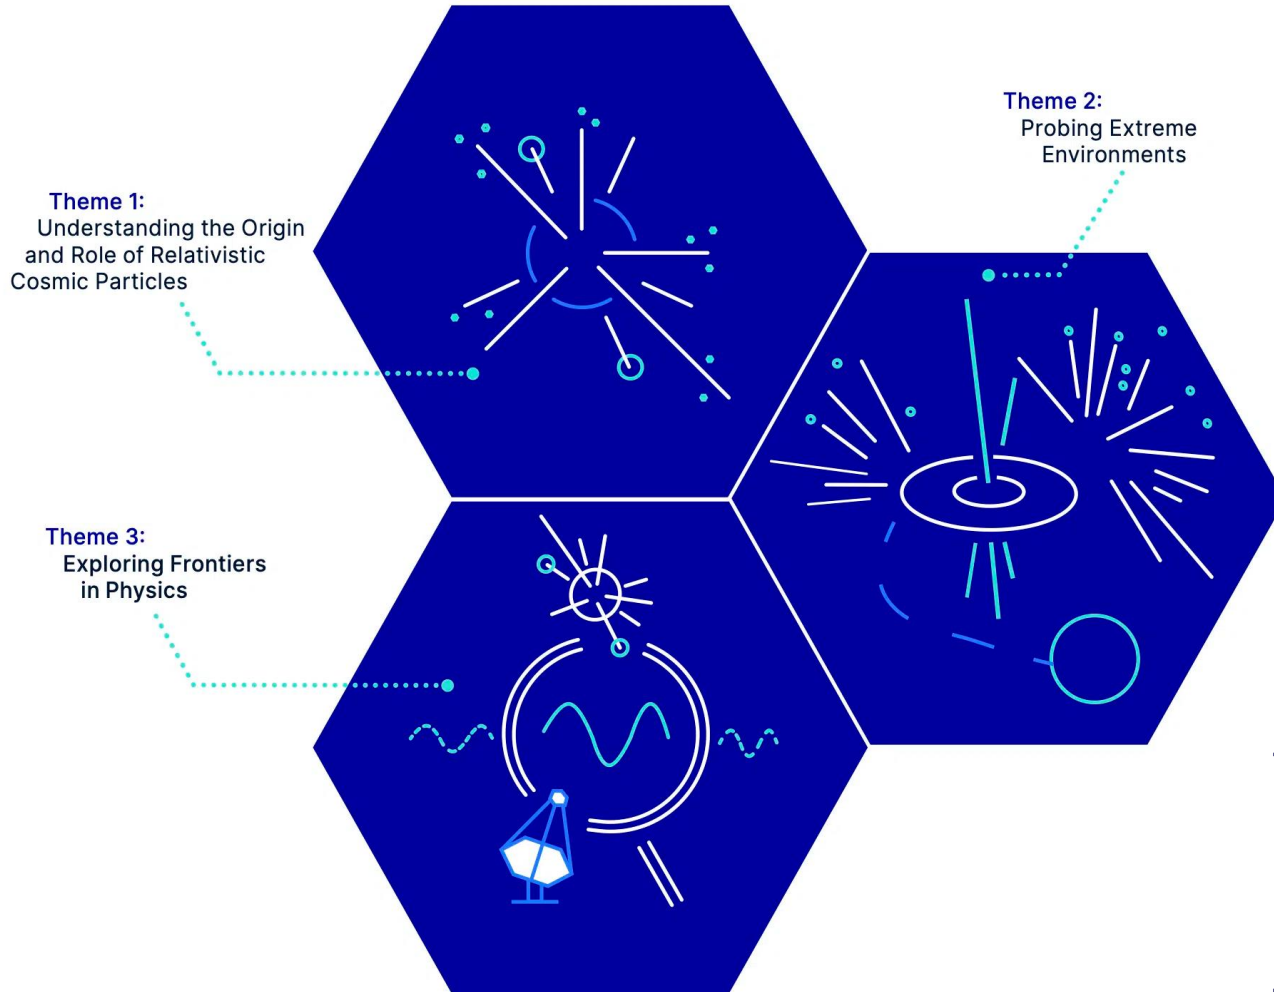 Theme 1:
Understanding the Origin
and Role of Relativistic
Cosmic Particles
Theme 2:
Probing Extreme
Environments
Theme 3:
Exploring Frontiers
in Physics